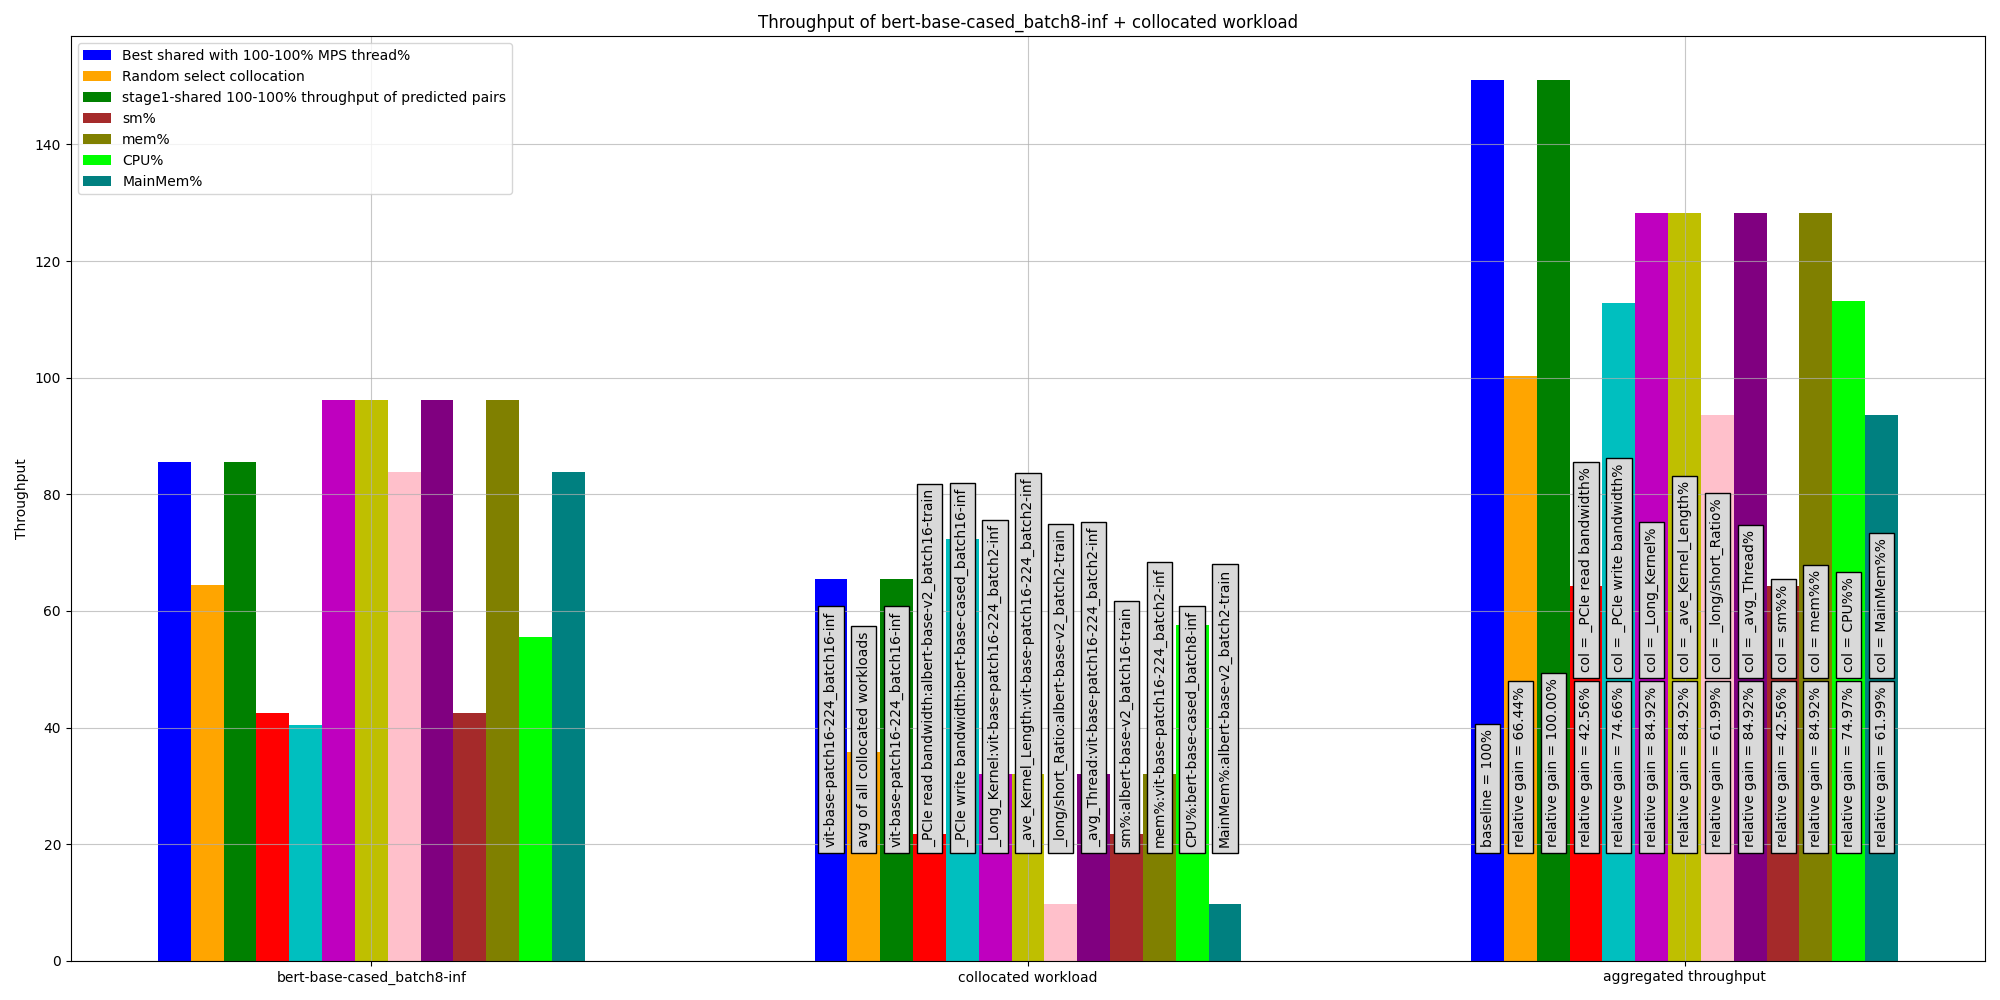 Throughput of bert-base-cased_batch8-inf + collocated workload
Best shared with 100-100% MPS thread%
Random select collocation
stage1-shared 100-100% throughput of predicted pairs
sm%
mem%
CPU%
MainMem%
Throughput
140
120
100
80
60
40
20
0
vit-base-patch16-224_batch16-inf
avg of all collocated workloads
vit-base-patch16-224_batch16-inf
_PCIe read bandwidth:albert-base-v2_batch16-train
_PCIe write bandwidth:bert-base-cased_batch16-inf
_Long_Kernel:vit-base-patch16-224_batch2-inf
_ave_Kernel_Length:vit-base-patch16-224_batch2-inf
_long/short_Ratio:albert-base-v2_batch2-train
_avg_Thread:vit-base-patch16-224_batch2-inf
sm%:albert-base-v2_batch16-train
mem%:vit-base-patch16-224_batch2-inf
CPU%:bert-base-cased_batch8-inf
MainMem%:albert-base-v2_batch2-train
baseline = 100%
relative gain = 66.44%
relative gain = 100.00%
relative gain = 42.56%
col = _PCIe read bandwidth%
relative gain = 74.66%
col = _PCIe write bandwidth%
relative gain = 84.92%
col = _Long_Kernel%
relative gain = 84.92%
col = _ave_Kernel_Length%
relative gain = 61.99%
col = _long/short_Ratio%
relative gain = 84.92%
col = _avg_Thread%
relative gain = 42.56%
col = sm%%
relative gain = 84.92%
col = mem%%
relative gain = 74.97%
col = CPU%%
relative gain = 61.99%
col = MainMem%%
bert-base-cased_batch8-inf
collocated workload
aggregated throughput